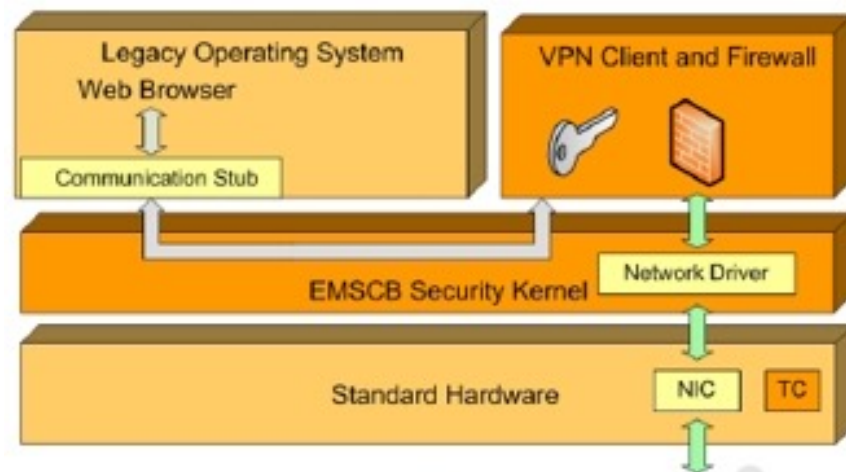 Legacy Operating System
Web Browser
Communication Stub
VPN Client and Firewall
Network Driver
EMSCB Security Kernel
Standard Hardware
NIC
TC